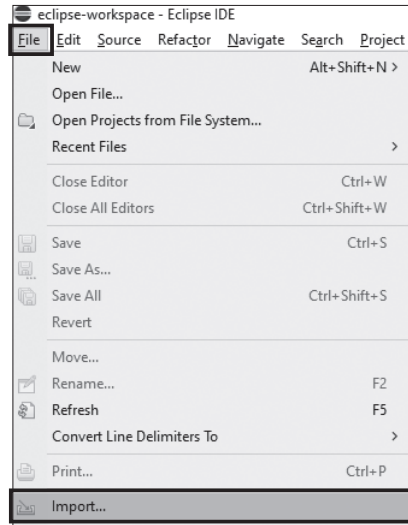 eclipse-workspace - Eclipse IDE
File Edit Source Refactor Navigate Search Project
New Alt+Shift+N >
Open File...
Open Projects from File System...
Recent Files >
Close Editor Ctrl+W
Close All Editors Ctrl+Shift+W
Save Ctrl+S
Save As...
Save All Ctrl+Shift+S
Revert
Move...
Rename... F2
Refresh F5
Convert Line Delimiters To >
Print... Ctrl+P
Import...